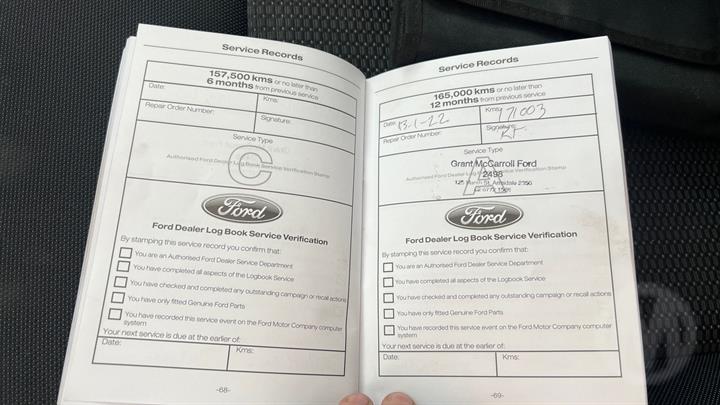 Service Records
157,500 kms or no later than
6 months from previous service
Date:
Kms:
Repair Order Number:
Signature:
Service Type
C
Authorised Ford Dealer Log Book Service Verification Stamp
Ford
Ford Dealer Log Book Service Verification
By stamping this service record you confirm that:
You are an Authorised Ford Dealer Service Department
You have completed all aspects of the Logbook Service
You have checked and completed any outstanding campaign or recall actions
You have only fitted Genuine Ford Parts
You have recorded this service event on the Ford Motor Company computer
system
Your next service is due at the earlier of:
Date:
Kms:
-68-
Service Records
165,000 kms or no later than
12 months from previous service
Date: 13-1-22
Kms: 171003
Repair Order Number:
Signature:
Service Type
A
Grant McCarroll Ford
Authorised Ford Dealer Log Book Service Verification Stamp
2498
Armidale 2350
Ford
Ford Dealer Log Book Service Verification
By stamping this service record you confirm that:
You are an Authorised Ford Dealer Service Department
You have completed all aspects of the Logbook Service
You have checked and completed any outstanding campaign or recall actions
You have only fitted Genuine Ford Parts
You have recorded this service event on the Ford Motor Company computer
system
Your next service is due at the earlier of:
Date:
Kms:
-69-